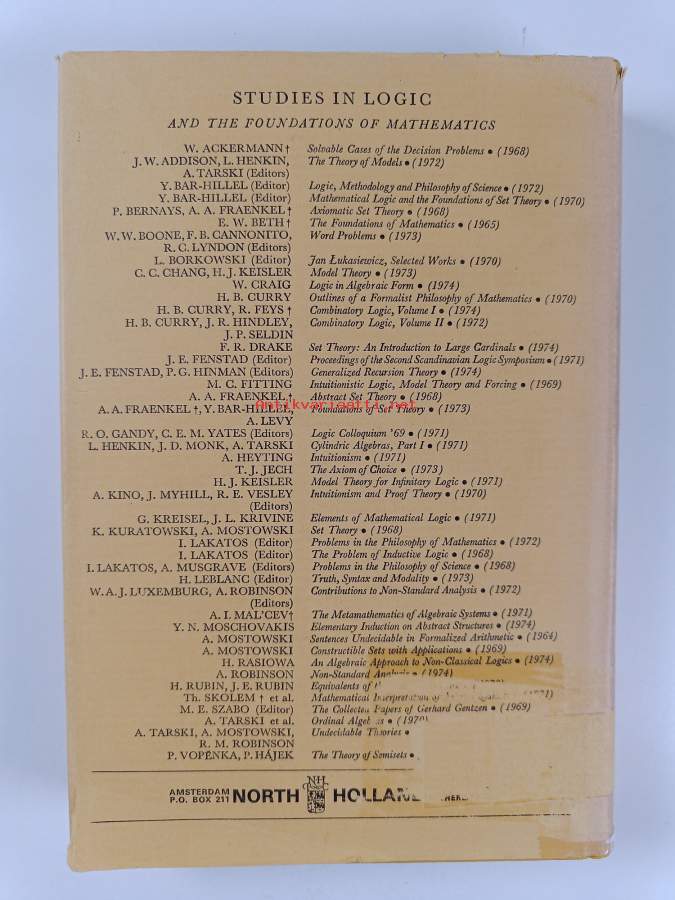 STUDIES IN LOGIC
AND THE FOUNDATIONS OF MATHEMATICS
W. ACKERMANN† Solvable Cases of the Decision Problems • (1968)
J. W. ADDISON, L. HENKIN, The Theory of Models • (1972)
A. TARSKI (Editors)
Y. BAR-HILLEL (Editor) Logic, Methodology and Philosophy of Science • (1972)
Y. BAR-HILLEL (Editor) Mathematical Logic and the Foundations of Set Theory • (1970)
P. BERNAYS, A. A. FRAENKEL† Axiomatic Set Theory • (1968)
E. W. BETH† The Foundations of Mathematics • (1965)
W. W. BOONE, F. B. CANNONITO, Word Problems • (1973)
R. C. LYNDON (Editors)
L. BORKOWSKI (Editor) Jan Łukasiewicz, Selected Works • (1970)
C. C. CHANG, H. J. KEISLER Model Theory • (1973)
W. CRAIG Logic in Algebraic Form • (1974)
H. B. CURRY Outlines of a Formalist Philosophy of Mathematics • (1970)
H. B. CURRY, R. FEYS† Combinatory Logic, Volume I • (1974)
H. B. CURRY, J. R. HINDLEY, Combinatory Logic, Volume II • (1972)
J. P. SELDIN
F. R. DRAKE Set Theory: An Introduction to Large Cardinals • (1974)
J. E. FENSTAD (Editor) Proceedings of the Second Scandinavian Logic Symposium • (1971)
J. E. FENSTAD, P. G. HINMAN (Editors) Generalized Recursion Theory • (1974)
M. C. FITTING Intuitionistic Logic, Model Theory and Forcing • (1969)
A. A. FRAENKEL† Abstract Set Theory • (1968)
Antikvariaatti.net
A. A. FRAENKEL†, Y. BAR-HILLEL, Foundations of Set Theory • (1973)
A. LEVY
R. O. GANDY, C. E. M. YATES (Editors) Logic Colloquium '69 • (1971)
L. HENKIN, J. D. MONK, A. TARSKI Cylindric Algebras, Part I • (1971)
A. HEYTING Intuitionism • (1971)
T. J. JECH The Axiom of Choice • (1973)
H. J. KEISLER Model Theory for Infinitary Logic • (1971)
A. KINO, J. MYHILL, R. E. VESLEY Intuitionism and Proof Theory • (1970)
(Editors)
G. KREISEL, J. L. KRIVINE Elements of Mathematical Logic • (1971)
K. KURATOWSKI, A. MOSTOWSKI Set Theory • (1968)
I. LAKATOS (Editor) Problems in the Philosophy of Mathematics • (1972)
I. LAKATOS (Editor) The Problem of Inductive Logic • (1968)
I. LAKATOS, A. MUSGRAVE (Editors) Problems in the Philosophy of Science • (1968)
H. LEBLANC (Editor) Truth, Syntax and Modality • (1973)
W. A. J. LUXEMBURG, A. ROBINSON Contributions to Non-Standard Analysis • (1972)
(Editors)
A. I. MAL'CEV† The Metamathematics of Algebraic Systems • (1971)
Y. N. MOSCHOVAKIS Elementary Induction on Abstract Structures • (1974)
A. MOSTOWSKI Sentences Undecidable in Formalized Arithmetic • (1964)
A. MOSTOWSKI Constructible Sets with Applications • (1969)
H. RASIOWA An Algebraic Approach to Non-Classical Logics • (1974)
A. ROBINSON Non-Standard Analysis • (1974)
H. RUBIN, J. E. RUBIN Equivalents of
Th. SKOLEM † et al. Mathematical Interpretation of
M. E. SZABO (Editor) The Collected Papers of Gerhard Gentzen • (1969)
A. TARSKI et al. Ordinal • (1970)
A. TARSKI, A. MOSTOWSKI, Undecidable Theories •
R. M. ROBINSON
P. VOPĚNKA, P. HÁJEK The Theory of Semisets •
NH
AMSTERDAM NORTH HOLLAND
P.O. BOX 211